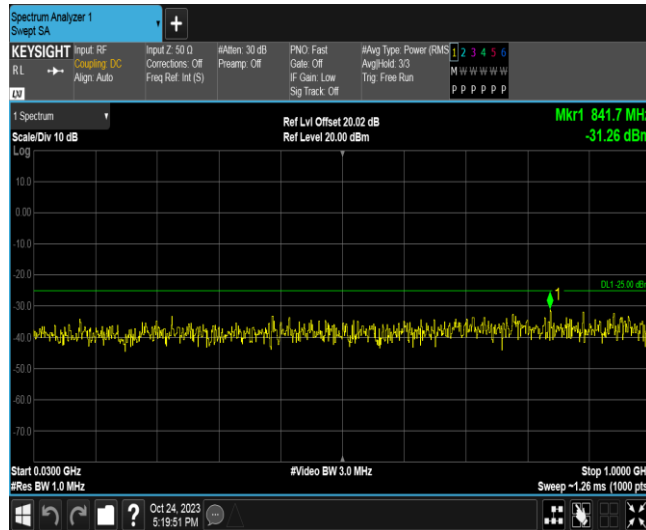 Spectrum Analyzer 1
Swept SA
+
KEYSIGHT Input: RF Input Z: 50 Ω #Atten: 30 dB PNO: Fast #Avg Type: Power (RMS 1 2 3 4 5 6
RL Coupling: DC Corrections: Off Preamp: Off Gate: Off Avg|Hold: 3/3 M W W W W W
Align: Auto Freq Ref: Int (S) IF Gain: Low Trig: Free Run
LXI Sig Track: Off P P P P P P
1 Spectrum Ref Lvl Offset 20.02 dB Mkr1 841.7 MHz
Scale/Div 10 dB Ref Level 20.00 dBm -31.26 dBm
Log
10.0
0.00
-10.0
-20.0
DL1 -25.00 dBm
1
-30.0
-40.0
-50.0
-60.0
-70.0
Start 0.0300 GHz #Video BW 3.0 MHz Stop 1.0000 GH
#Res BW 1.0 MHz Sweep ~1.26 ms (1000 pts
? Oct 24, 2023
5:19:51 PM